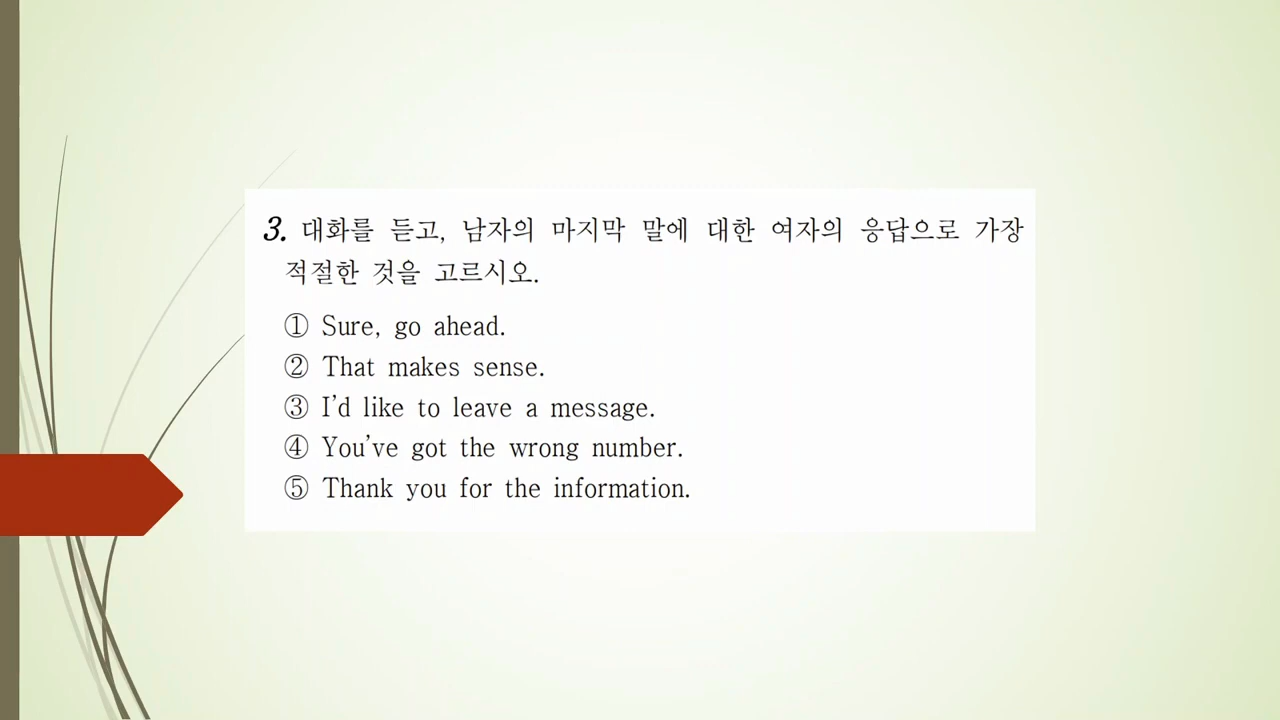 3. 대화를 듣고, 남자의 마지막 말에 대한 여자의 응답으로 가장
적절한 것을 고르시오.
① Sure, go ahead.
② That makes sense.
③ I'd like to leave a message.
④ You've got the wrong number.
⑤ Thank you for the information.